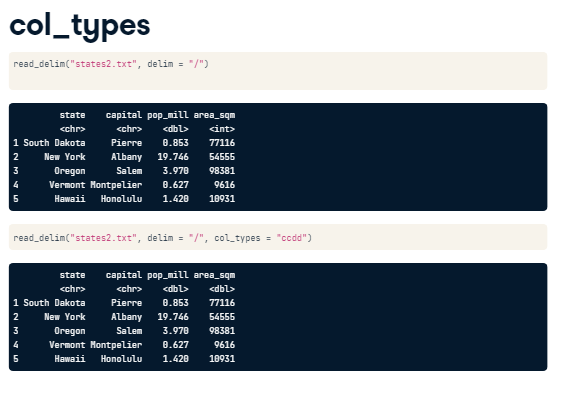 col_types
read_delim("states2.txt", delim = "/")
         state    capital pop_mill area_sqm
         <chr>      <chr>    <dbl>    <int>
1 South Dakota     Pierre    0.853    77116
2     New York     Albany   19.746    54555
3       Oregon      Salem    3.970    98381
4      Vermont Montpelier    0.627     9616
5       Hawaii   Honolulu    1.420    10931
read_delim("states2.txt", delim = "/", col_types = "ccdd")
         state    capital pop_mill area_sqm
         <chr>      <chr>    <dbl>    <dbl>
1 South Dakota     Pierre    0.853    77116
2     New York     Albany   19.746    54555
3       Oregon      Salem    3.970    98381
4      Vermont Montpelier    0.627     9616
5       Hawaii   Honolulu    1.420    10931